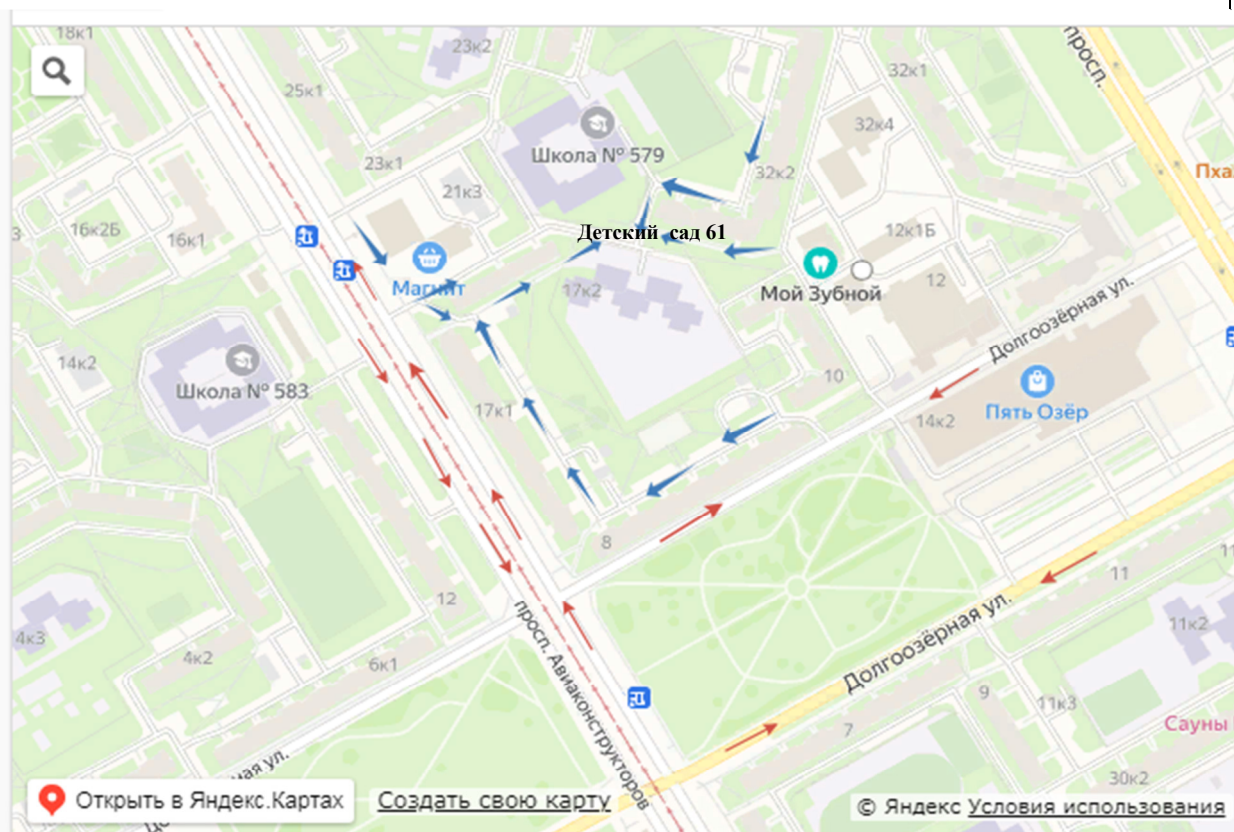 18к1
23к2
просп.
25к1
32к1
32к4
Школа № 579
23к1
32к2
Пха
21к3
Детский сад 61
16к2Б
16к1
12к1Б
Магнит
17к2
Мой Зубной
12
Долгоозёрная ул.
14к2
Школа № 583
10
Пять Озёр
17к1
14к2
8
11
12
просп. Авиаконструкторов
Долгоозёрная ул.
11к2
4к3
4к2
6к1
9
11к3
7
Сауны
ная ул.
30к2
Открыть в Яндекс.Картах
Создать свою карту
© Яндекс Условия использования